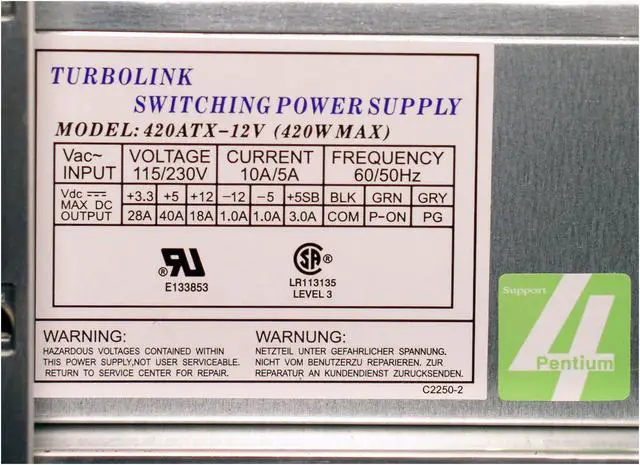 TURBOLINK
SWITCHING POWER SUPPLY
MODEL: 420ATX-12V (420W MAX)
Vac~ INPUT VOLTAGE 115/230V CURRENT 10A/5A FREQUENCY 60/50Hz
Vdc MAX DC OUTPUT
+3.3 +5 +12 -12 -5 +5SB BLK GRN GRY
28A 40A 18A 1.0A 1.0A 3.0A COM P-ON PG
RU ®
E133853
SA ®
LR113135
LEVEL 3
WARNING:
HAZARDOUS VOLTAGES CONTAINED WITHIN
THIS POWER SUPPLY,NOT USER SERVICEABLE.
RETURN TO SERVICE CENTER FOR REPAIR.
WARNUNG:
NETZTEIL UNTER GEFAHRLICHER SPANNUNG.
NICHT VOM BENUTZERZU REPARIEREN. ZUR
REPARATUR AN KUNDENDIENST ZURUCKSENDEN.
C2250-2
Support
4
Pentium